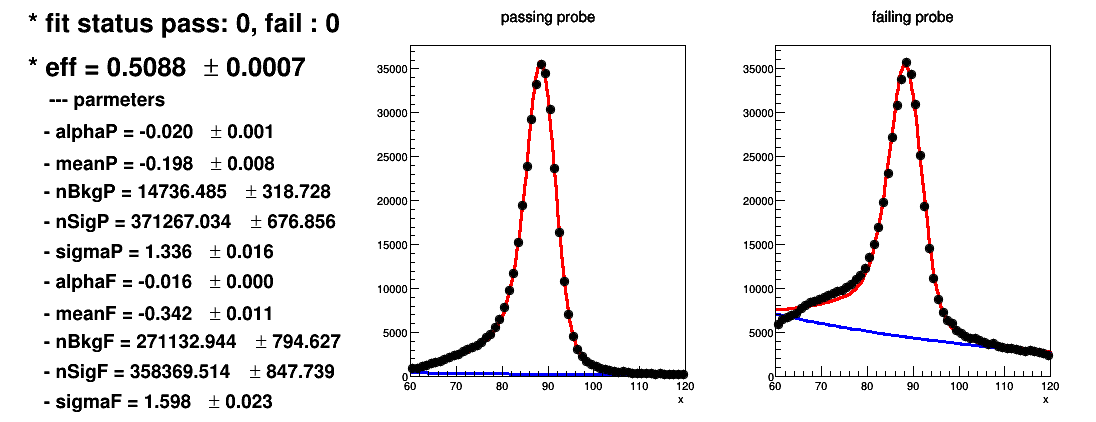 * fit status pass: 0, fail : 0
* eff = 0.5088 ± 0.0007
--- parmeters
- alphaP = -0.020 ± 0.001
- meanP = -0.198 ± 0.008
- nBkgP = 14736.485 ± 318.728
- nSigP = 371267.034 ± 676.856
- sigmaP = 1.336 ± 0.016
- alphaF = -0.016 ± 0.000
- meanF = -0.342 ± 0.011
- nBkgF = 271132.944 ± 794.627
- nSigF = 358369.514 ± 847.739
- sigmaF = 1.598 ± 0.023
passing probe
35000
30000
25000
20000
15000
10000
5000
0
60 70 80 90 100 110 120
x
failing probe
35000
30000
25000
20000
15000
10000
5000
0
60 70 80 90 100 110 120
x